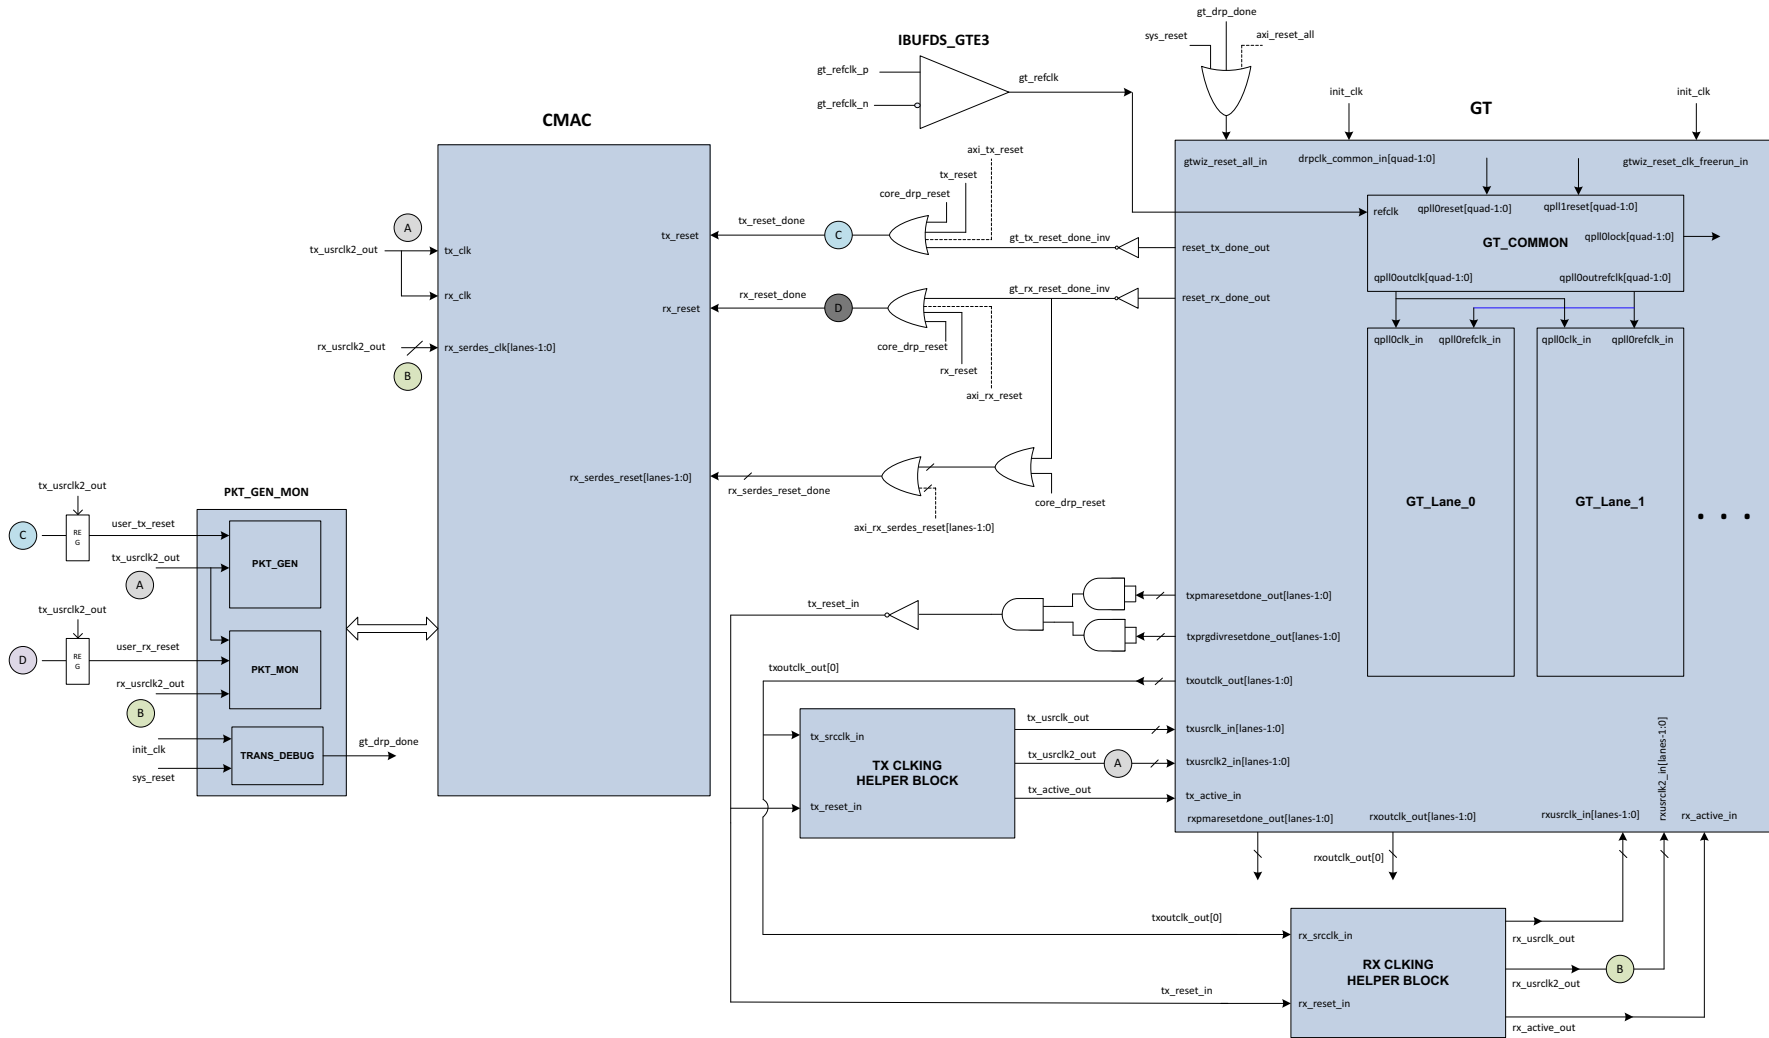 gt_drp_done
sys_reset
axi_reset_all
IBUFDS_GTE3
gt_refclk_p
gt_refclk_n
gt_refclk
init_clk
init_clk
GT
CMAC
gtwiz_reset_all_in
drpclk_common_in[quad-1:0]
gtwiz_reset_clk_freerun_in
axi_tx_reset
tx_reset
core_drp_reset
tx_reset_done
C
gt_tx_reset_done_inv
reset_tx_done_out
refclk
qpll0reset[quad-1:0]
qpll1reset[quad-1:0]
GT_COMMON
qpll0lock[quad-1:0]
qpll0outclk[quad-1:0]
qpll0outrefclk[quad-1:0]
A
tx_usrclk2_out
tx_clk
rx_clk
tx_reset
rx_reset
rx_reset_done
D
gt_rx_reset_done_inv
reset_rx_done_out
core_drp_reset
rx_reset
axi_rx_reset
rx_usrclk2_out
rx_serdes_clk[lanes-1:0]
B
qpll0clk_in
qpll0refclk_in
qpll0clk_in
qpll0refclk_in
GT_Lane_0
GT_Lane_1
. . .
rx_serdes_reset[lanes-1:0]
rx_serdes_reset_done
core_drp_reset
axi_rx_serdes_reset[lanes-1:0]
PKT_GEN_MON
tx_usrclk2_out
C
RE
G
user_tx_reset
tx_usrclk2_out
A
PKT_GEN
tx_usrclk2_out
D
RE
G
user_rx_reset
PKT_MON
rx_usrclk2_out
B
init_clk
sys_reset
TRANS_DEBUG
gt_drp_done
tx_reset_in
txpmaresetdone_out[lanes-1:0]
txprgdivresetdone_out[lanes-1:0]
txoutclk_out[0]
txoutclk_out[lanes-1:0]
tx_srcclk_in
TX CLKING
HELPER BLOCK
tx_reset_in
tx_usrclk_out
txusrclk_in[lanes-1:0]
tx_usrclk2_out
A
txusrclk2_in[lanes-1:0]
tx_active_out
tx_active_in
rxpmaresetdone_out[lanes-1:0]
rxoutclk_out[lanes-1:0]
rxusrclk_in[lanes-1:0]
rxusrclk2_in[lanes-1:0]
rx_active_in
rxoutclk_out[0]
txoutclk_out[0]
rx_srcclk_in
RX CLKING
HELPER BLOCK
tx_reset_in
rx_reset_in
rx_usrclk_out
B
rx_usrclk2_out
rx_active_out